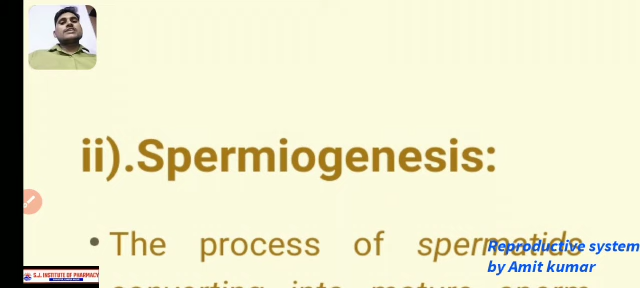 ii).Spermiogenesis:
• The process of spermatids
converting into mature sperm
Reproductive system
by Amit kumar
S.J. INSTITUTE OF PHARMACY